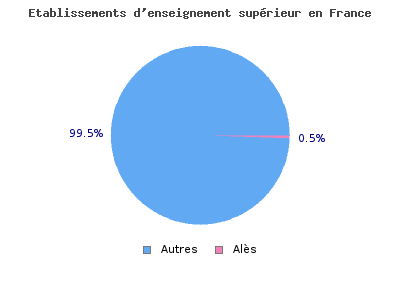 Etablissements d’enseignement supérieur en France
99.5%
0.5%
Autres
Alès